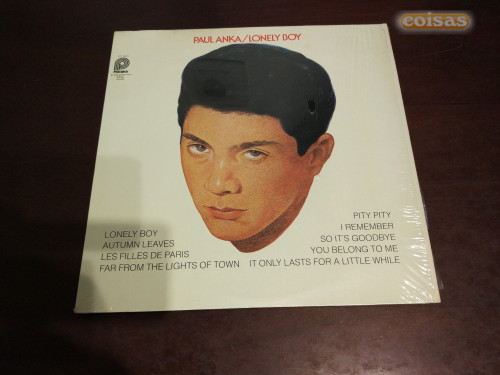 coisas
PAUL ANKA/LONELY BOY
Pickwick
LONELY BOY
AUTUMN LEAVES
LES FILLES DE PARIS
FAR FROM THE LIGHTS OF TOWN
PITY PITY
I REMEMBER
SO IT'S GOODBYE
YOU BELONG TO ME
IT ONLY LASTS FOR A LITTLE WHILE